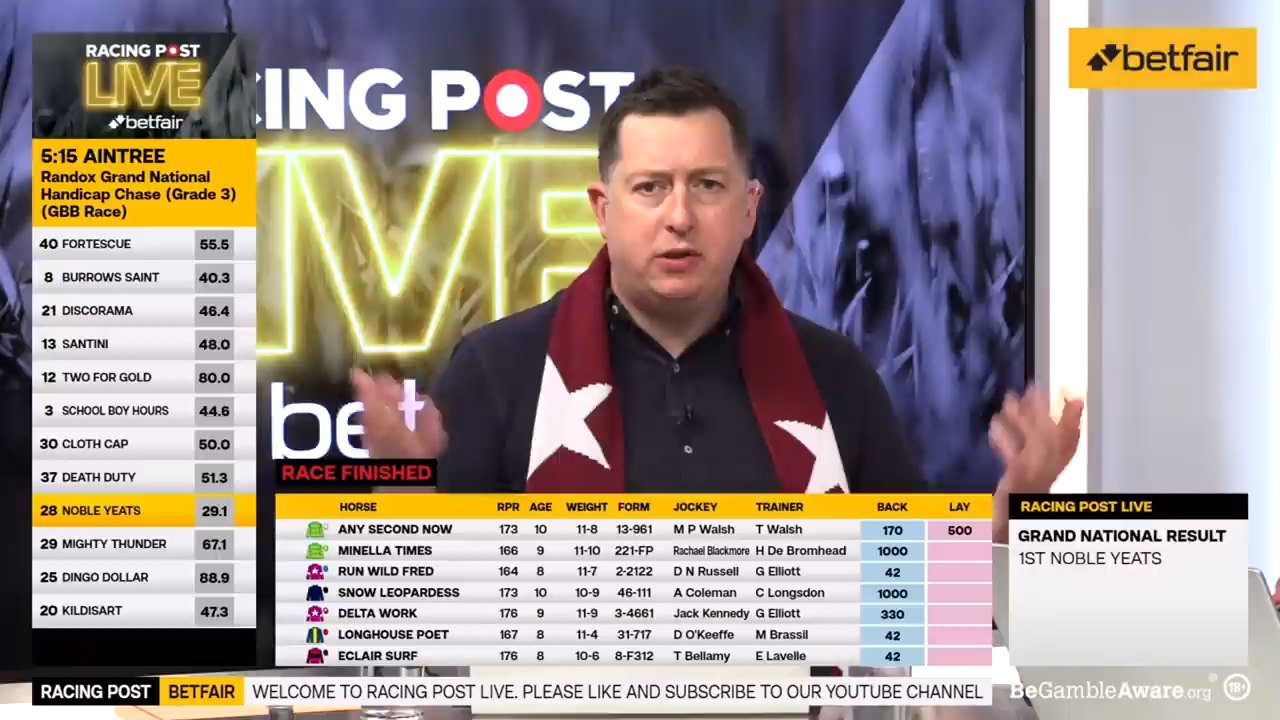 RACING POST
LIVE
betfair
CING POST
LIVE
bet
betfair
5:15 AINTREE
Randox Grand National
Handicap Chase (Grade 3)
(GBB Race)
40 FORTESCUE 55.5
8 BURROWS SAINT 40.3
21 DISCORAMA 46.4
13 SANTINI 48.0
12 TWO FOR GOLD 80.0
3 SCHOOL BOY HOURS 44.6
30 CLOTH CAP 50.0
37 DEATH DUTY 51.3
28 NOBLE YEATS 29.1
29 MIGHTY THUNDER 67.1
25 DINGO DOLLAR 88.9
20 KILDISART 47.3
RACE FINISHED
HORSE RPR AGE WEIGHT FORM JOCKEY TRAINER BACK LAY
ANY SECOND NOW 173 10 11-8 13-961 M P Walsh T Walsh 170 500
MINELLA TIMES 166 9 11-10 221-FP Rachael Blackmore H De Bromhead 1000
RUN WILD FRED 164 8 11-7 2-2122 D N Russell G Elliott 42
SNOW LEOPARDESS 173 10 10-9 46-111 A Coleman C Longsdon 1000
DELTA WORK 176 9 11-9 3-4661 Jack Kennedy G Elliott 330
LONGHOUSE POET 167 8 11-4 31-717 D O'Keeffe M Brassil 42
ECLAIR SURF 176 8 10-6 8-F312 T Bellamy E Lavelle 42
RACING POST LIVE
GRAND NATIONAL RESULT
1ST NOBLE YEATS
RACING POST BETFAIR WELCOME TO RACING POST LIVE. PLEASE LIKE AND SUBSCRIBE TO OUR YOUTUBE CHANNEL
BeGambleAware.org 18+